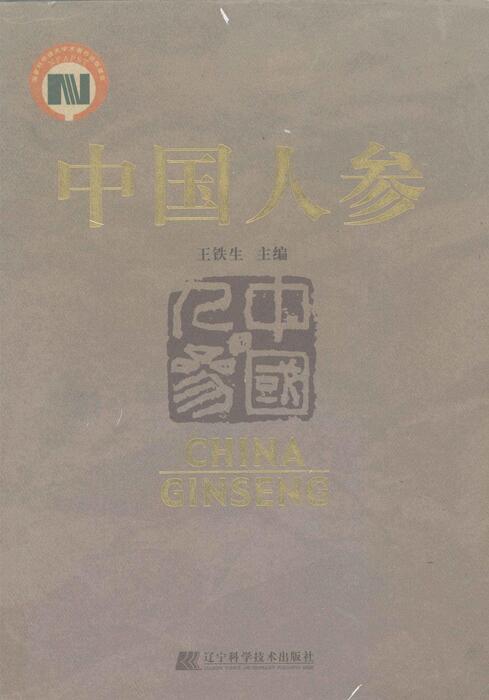 中国人参
王铁生 主编
中國
人參
CHINA
GINSENG
辽宁科学技术出版社